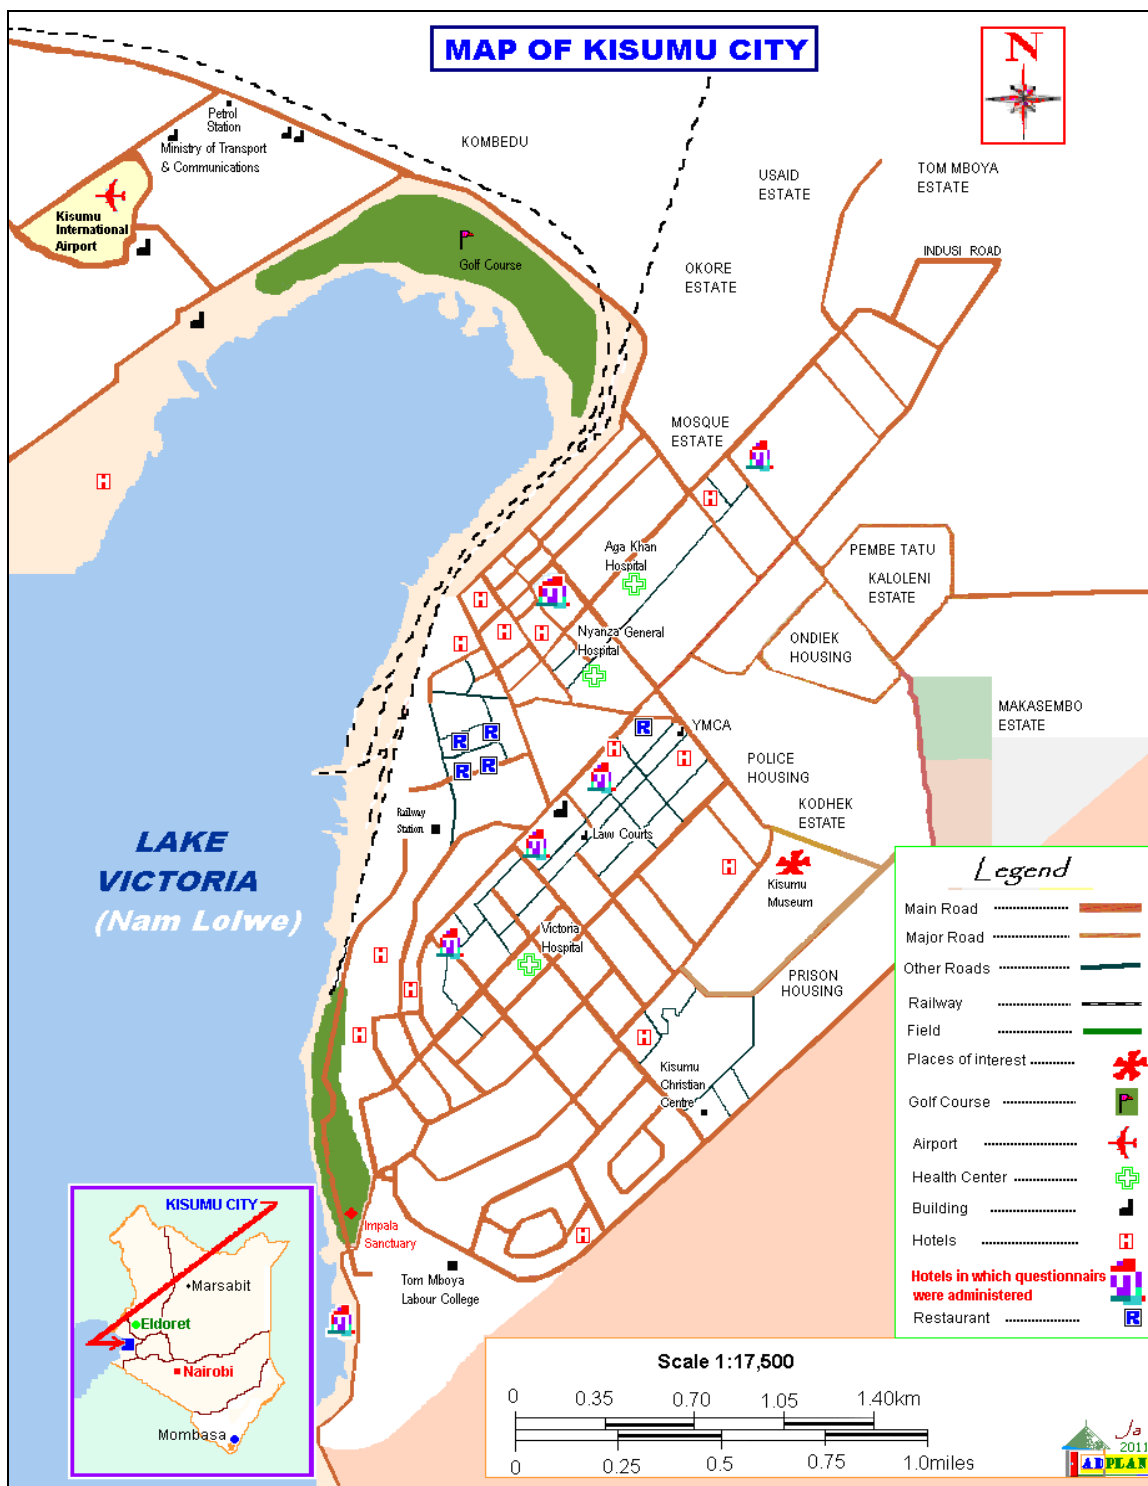 MAP OF KISUMU CITY
N
Petrol
Station
Ministry of Transport
& Communications
KOMBEDU
USAID
ESTATE
TOM MBOYA
ESTATE
Kisumu
International
Airport
Golf Course
INDUSI ROAD
OKORE
ESTATE
MOSQUE
ESTATE
H
H
Aga Khan
Hospital
PEMBE TATU
KALOLENI
ESTATE
H
H
H
H
Nyanza General
Hospital
ONDIEK
HOUSING
MAKASEMBO
ESTATE
R
R
R
R
R
YMCA
H
H
POLICE
HOUSING
KODHEK
ESTATE
Railway
Station
Law Courts
LAKE
VICTORIA
(Nam Lolwe)
H
Kisumu
Museum
Victoria
Hospital
H
H
H
PRISON
HOUSING
H
Kisumu
Christian
Centre
Impala
Sanctuary
H
Tom Mboya
Labour College
Legend
Main Road
Major Road
Other Roads
Railway
Field
Places of interest
Golf Course
Airport
Health Center
Building
Hotels
H
Hotels in which questionnairs
were administered
Restaurant
R
KISUMU CITY
Marsabit
Eldoret
Nairobi
Mombasa
Scale 1:17,500
0 0.35 0.70 1.05 1.40km
0 0.25 0.5 0.75 1.0miles
Ja
2011
ADPLAN